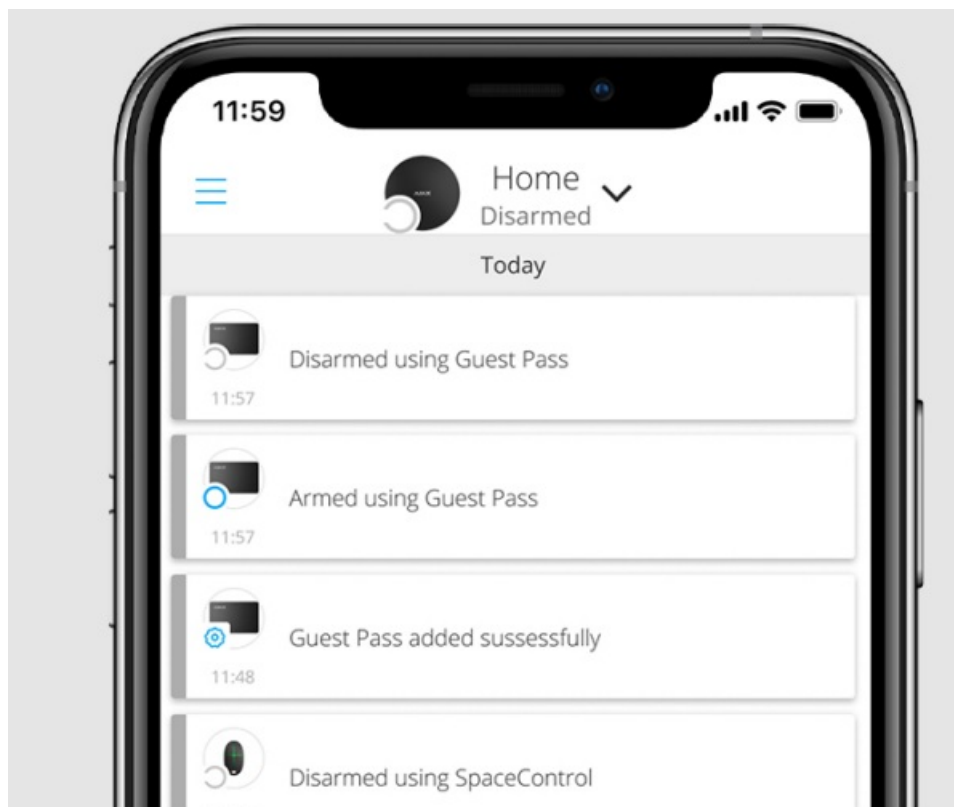 11:59
Home
Disarmed
Today
Disarmed using Guest Pass
11:57
Armed using Guest Pass
11:57
Guest Pass added sussessfully
11:48
Disarmed using SpaceControl